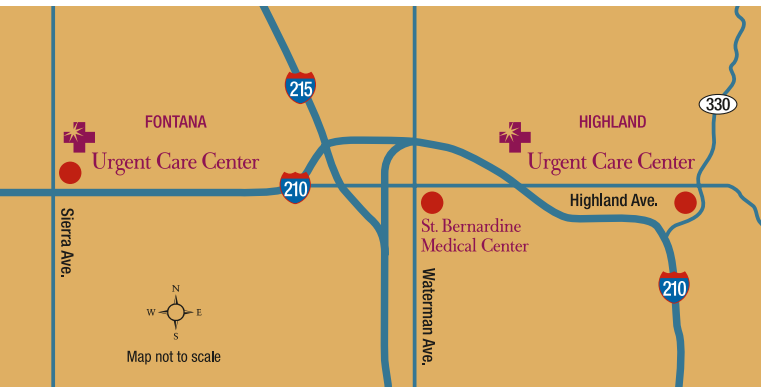 215
330
FONTANA
Urgent Care Center
HIGHLAND
Urgent Care Center
210
Highland Ave.
Sierra Ave.
St. Bernardine
Medical Center
Waterman Ave.
210
N
W E
S
Map not to scale